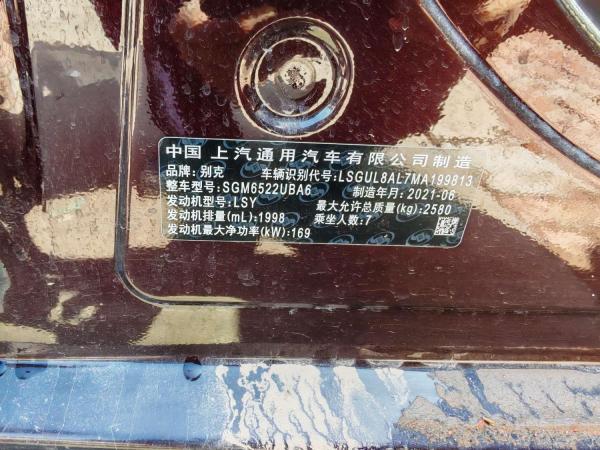 中国 上汽通用汽车有限公司制造
品牌: 别克 车辆识别代号: LSGUL8AL7MA199813
整车型号: SGM6522UBA6 制造年月: 2021-06
发动机型号: LSY 最大允许总质量(kg): 2580
发动机排量(mL): 1998 乘坐人数: 7
发动机最大净功率(kW): 169